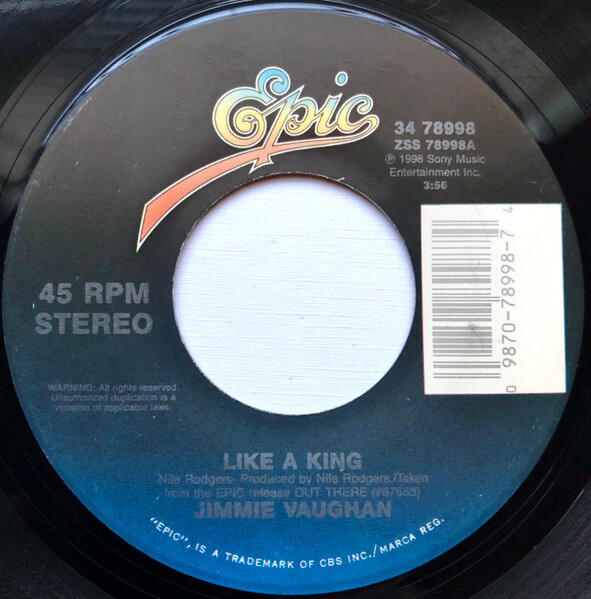 Epic
34 78998
ZSS 78998A
℗ 1998 Sony Music
Entertainment Inc.
3:56
45 RPM
STEREO
0 9870-78998-7 4
WARNING: All rights reserved.
Unauthorized duplication is a
violation of applicable laws.
LIKE A KING
-Nile Rodgers- Produced by Nile Rodgers./Taken
from the EPIC release OUT THERE (#67653)
JIMMIE VAUGHAN
"EPIC", IS A TRADEMARK OF CBS INC./MARCA REG.